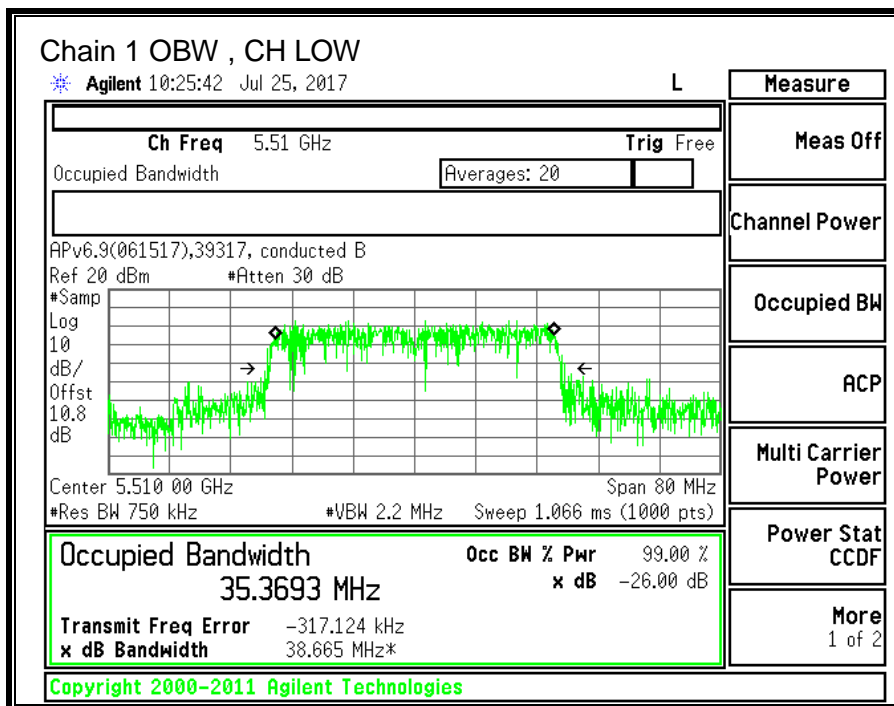 Chain 1 OBW , CH LOW
Agilent 10:25:42 Jul 25, 2017 L
Measure
Ch Freq 5.51 GHz Trig Free
Meas Off
Occupied Bandwidth Averages: 20
Channel Power
APv6.9(061517),39317, conducted B
Ref 20 dBm #Atten 30 dB
#Samp
Log
10
dB/
Offst
10.8
dB
Occupied BW
ACP
Center 5.510 00 GHz Span 80 MHz
#Res BW 750 kHz #VBW 2.2 MHz Sweep 1.066 ms (1000 pts)
Multi Carrier
Power
Occupied Bandwidth Occ BW % Pwr 99.00 %
35.3693 MHz x dB -26.00 dB
Power Stat
CCDF
Transmit Freq Error -317.124 kHz
x dB Bandwidth 38.665 MHz*
More
1 of 2
Copyright 2000-2011 Agilent Technologies